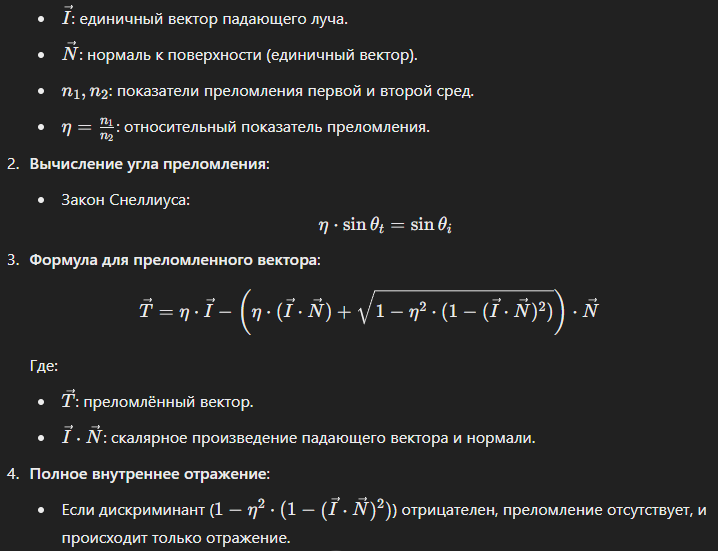 • $\vec{I}$: единичный вектор падающего луча.
• $\vec{N}$: нормаль к поверхности (единичный вектор).
• $n_1, n_2$: показатели преломления первой и второй сред.
• $\eta = \frac{n_1}{n_2}$: относительный показатель преломления.
2. Вычисление угла преломления:
• Закон Снеллиуса:
$\eta \cdot \sin\theta_t = \sin\theta_i$
3. Формула для преломленного вектора:
$\vec{T} = \eta \cdot \vec{I} - \left(\eta \cdot (\vec{I} \cdot \vec{N}) + \sqrt{1 - \eta^2 \cdot (1 - (\vec{I} \cdot \vec{N})^2)}\right) \cdot \vec{N}$
Где:
• $\vec{T}$: преломлённый вектор.
• $\vec{I} \cdot \vec{N}$: скалярное произведение падающего вектора и нормали.
4. Полное внутреннее отражение:
• Если дискриминант ($1 - \eta^2 \cdot (1 - (\vec{I} \cdot \vec{N})^2)$) отрицателен, преломление отсутствует, и
происходит только отражение.